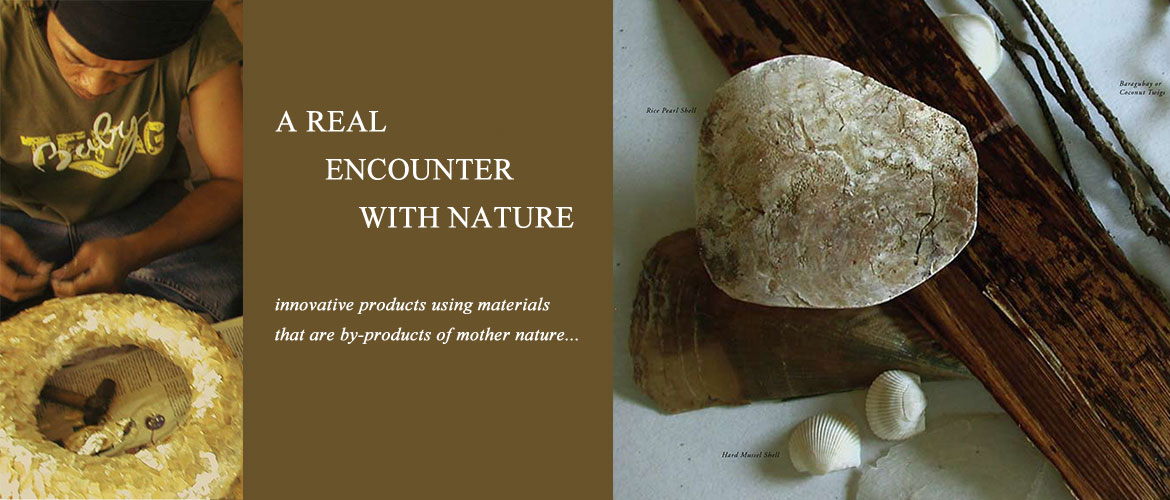 A REAL
ENCOUNTER
WITH NATURE
innovative products using materials
that are by-products of mother nature...
Rice Pearl Shell
Baragubay or
Coconut Twigs
Hard Mussel Shell